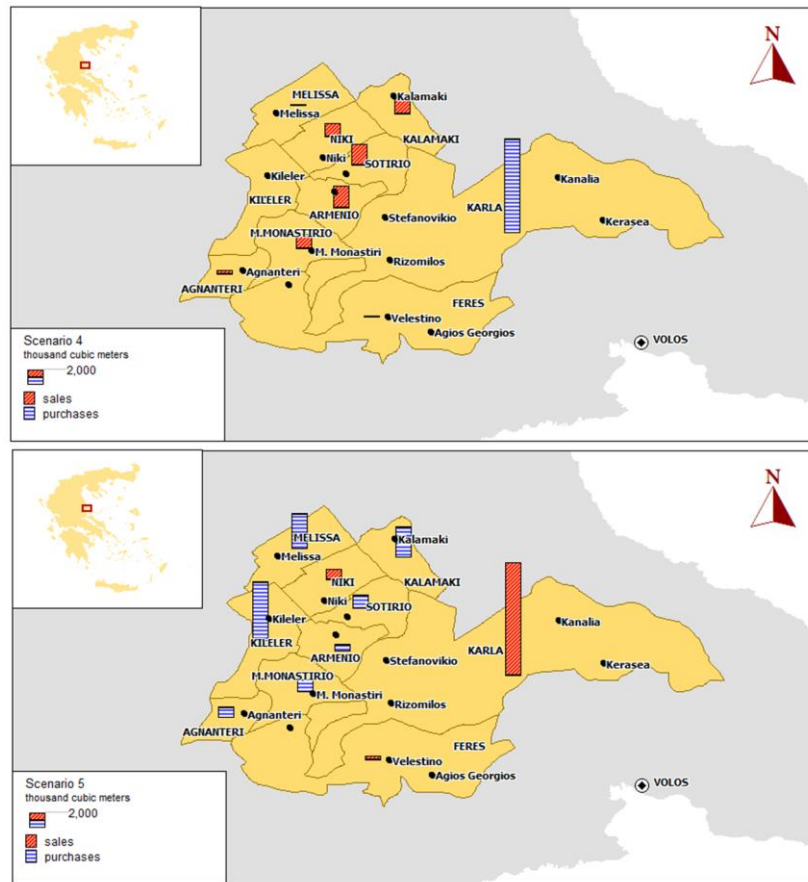 N
MELISSA
Kalamaki
Melissa
NIKI
KALAMAKI
Niki
SOTIRIO
Kileler
Kanalia
KILELER
ARMENIO
Stefanovikio
KARLA
Kerasea
M.MONASTIRIO
M. Monastiri
Rizomilos
Agnanteri
AGNANTERI
FERES
Velestino
Agios Georgios
VOLOS
Scenario 4
thousand cubic meters
2,000
sales
purchases
N
MELISSA
Kalamaki
Melissa
NIKI
KALAMAKI
Niki
SOTIRIO
Kileler
Kanalia
KILELER
ARMENIO
KARLA
Stefanovikio
Kerasea
M.MONASTIRIO
M. Monastiri
Rizomilos
Agnanteri
AGNANTERI
FERES
Velestino
Agios Georgios
VOLOS
Scenario 5
thousand cubic meters
2,000
sales
purchases